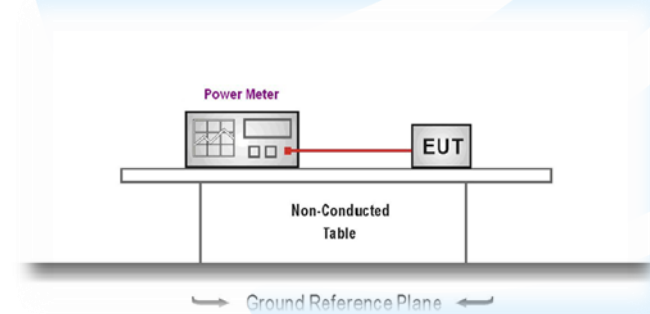 Power Meter
EUT
Non-Conducted
Table
Ground Reference Plane